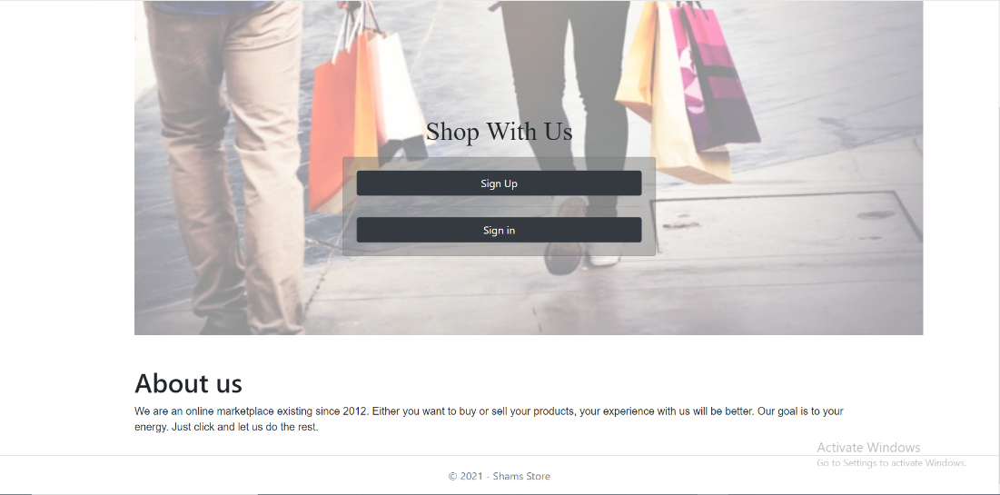 Shop With Us
Sign Up
Sign in
About us
We are an online marketplace existing since 2012. Either you want to buy or sell your products, your experience with us will be better. Our goal is to your
energy. Just click and let us do the rest.
Activate Windows
Go to Settings to activate Windows.
© 2021 - Shams Store